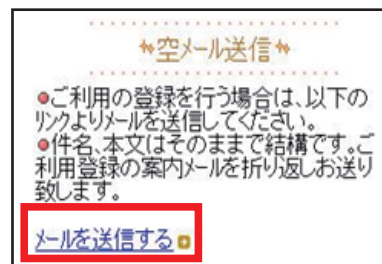 空メール送信
●ご利用の登録を行う場合は、以下の
リンクよりメールを送信してください。
●件名、本文はそのままで結構です。ご
利用登録の案内メールを折り返しお送り
致します。
メールを送信する